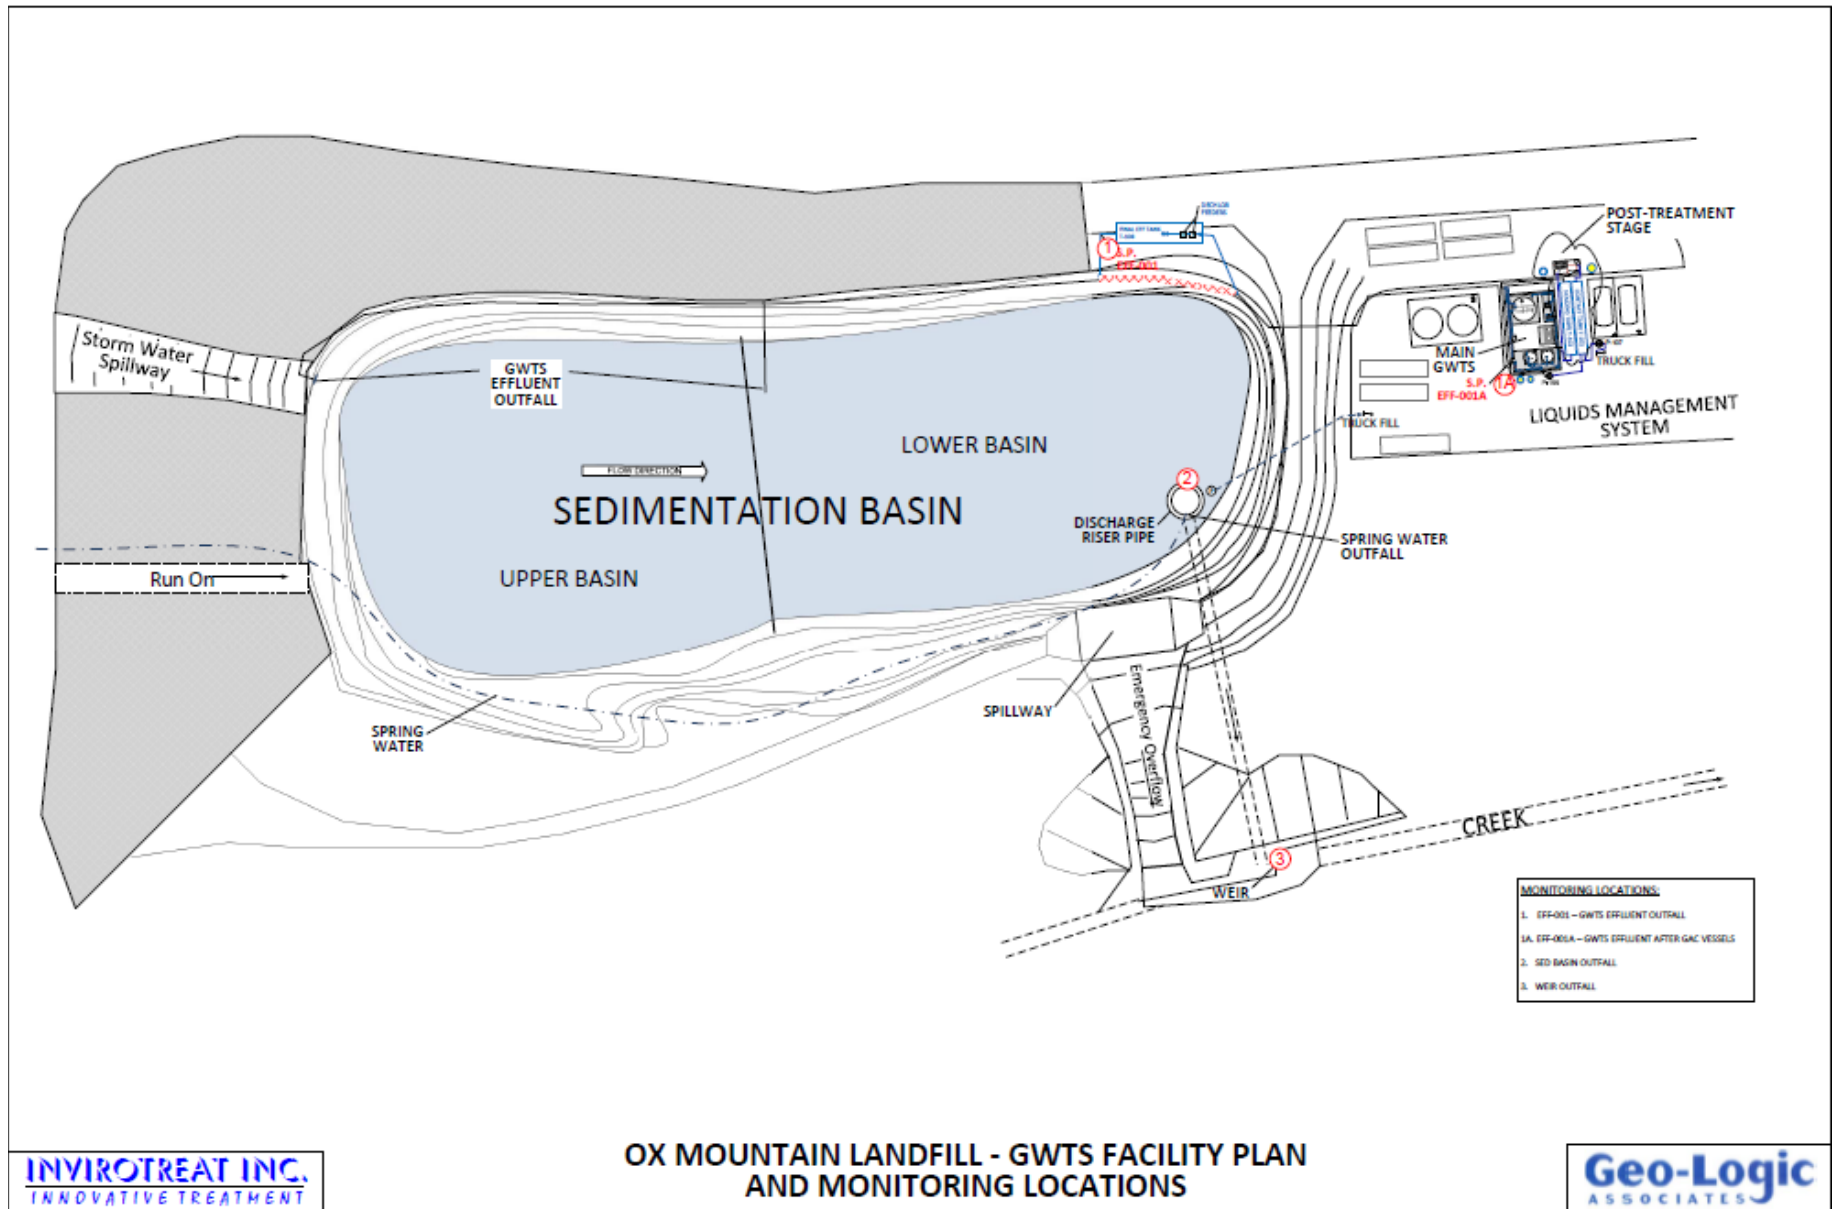 POST-TREATMENT
STAGE
1
S.P.
EFF-001
Storm Water
Spillway
GWTS
EFFLUENT
OUTFALL
MAIN
GWTS
TRUCK FILL
S.P.
EFF-001A
1A
LIQUIDS MANAGEMENT
SYSTEM
TRUCK FILL
LOWER BASIN
FLOW DIRECTION
SEDIMENTATION BASIN
2
DISCHARGE
RISER PIPE
SPRING WATER
OUTFALL
Run On
UPPER BASIN
SPRING
WATER
SPILLWAY
Emergency Overflow
CREEK
3
WEIR
MONITORING LOCATIONS:
1. EFF-001 – GWTS EFFLUENT OUTFALL
1A. EFF-001A – GWTS EFFLUENT AFTER GAC VESSELS
2. SED BASIN OUTFALL
3. WEIR OUTFALL
OX MOUNTAIN LANDFILL - GWTS FACILITY PLAN
AND MONITORING LOCATIONS
INVIROTREAT INC.
INNOVATIVE TREATMENT
Geo-Logic
ASSOCIATES